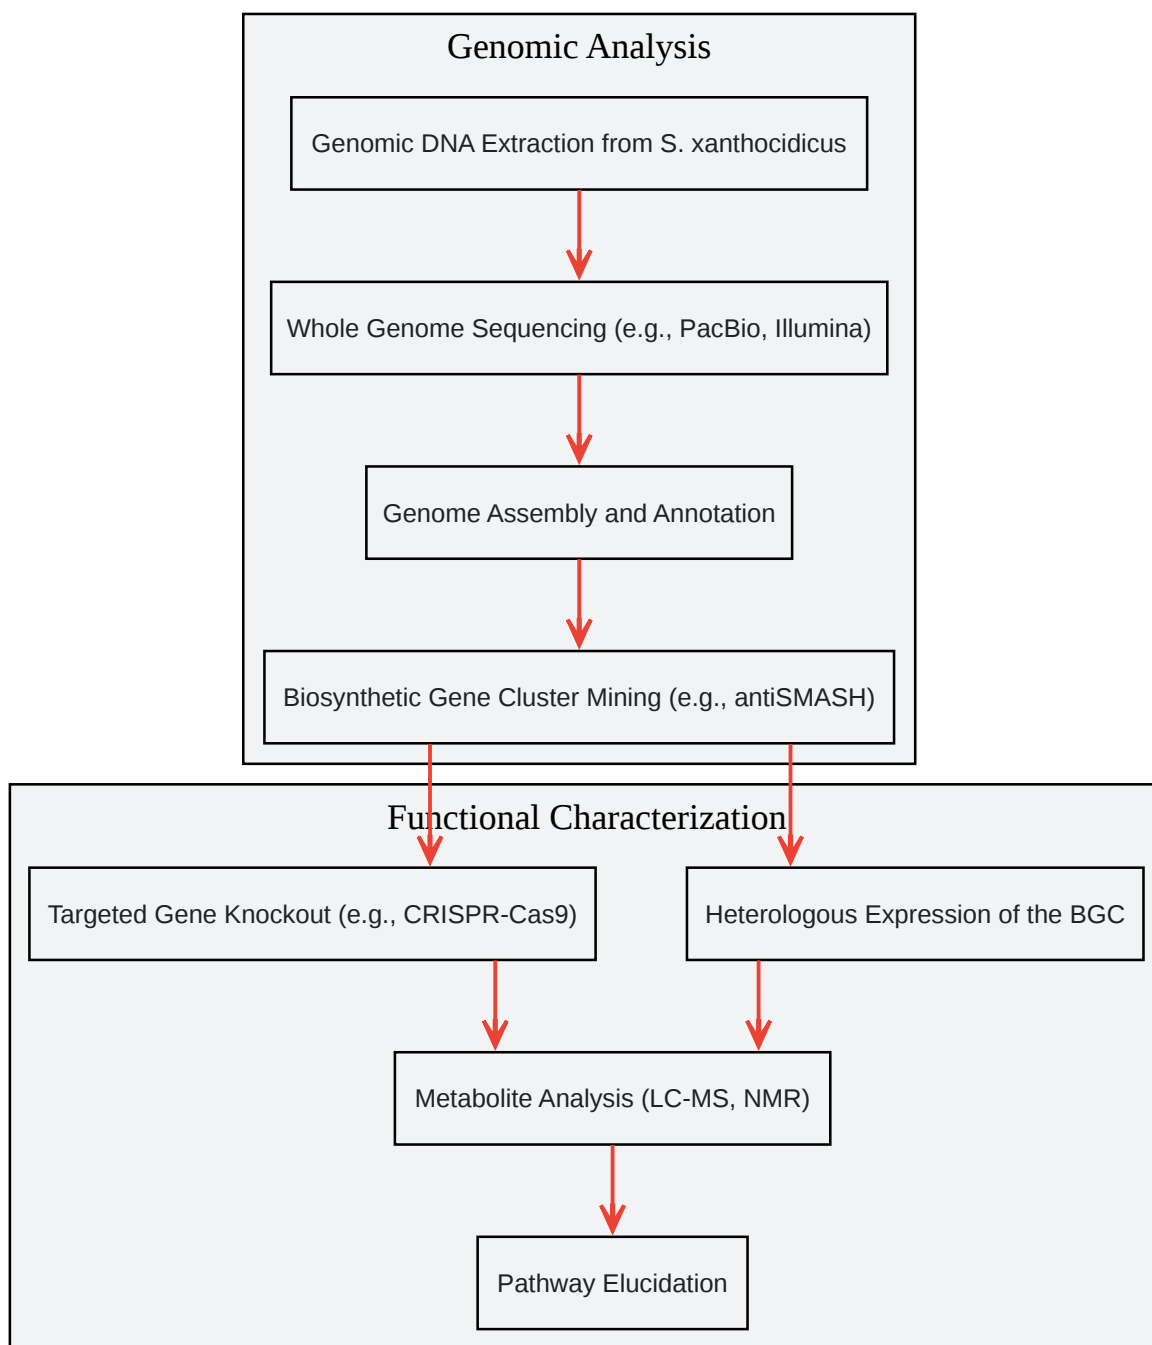 Genomic Analysis
Genomic DNA Extraction from S. xanthocidicus
Whole Genome Sequencing (e.g., PacBio, Illumina)
Genome Assembly and Annotation
Biosynthetic Gene Cluster Mining (e.g., antiSMASH)
Functional Characterization
Targeted Gene Knockout (e.g., CRISPR-Cas9)
Heterologous Expression of the BGC
Metabolite Analysis (LC-MS, NMR)
Pathway Elucidation